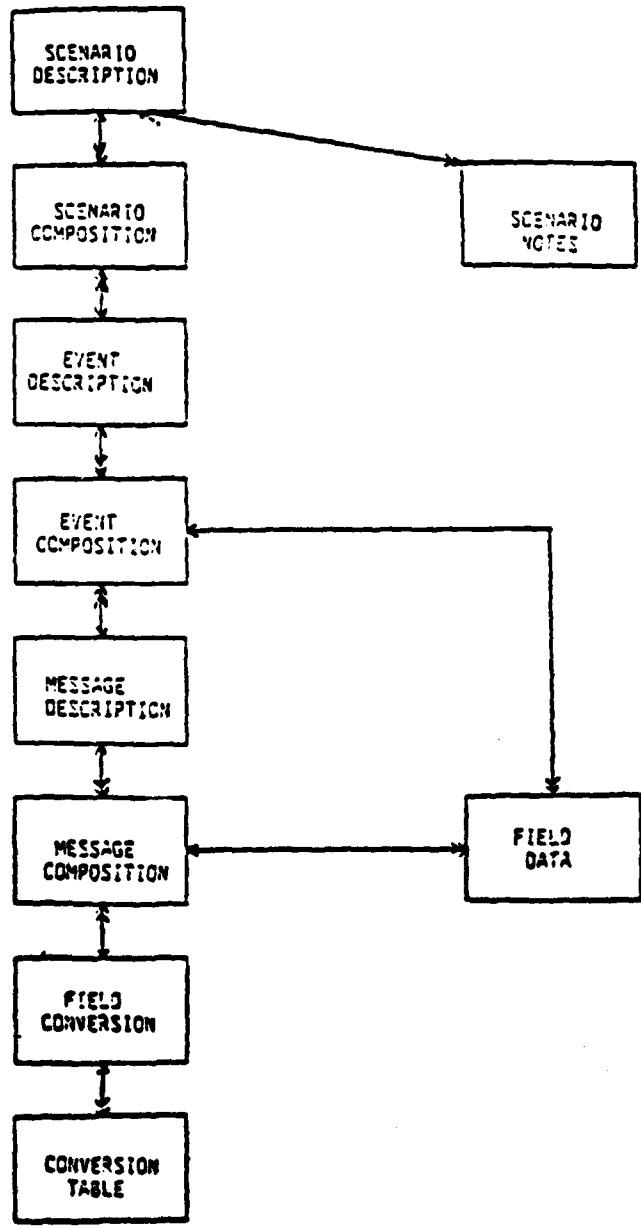 SCENARIO
DESCRIPTION
SCENARIO
COMPOSITION
SCENARIO
NOTES
EVENT
DESCRIPTION
EVENT
COMPOSITION
MESSAGE
DESCRIPTION
MESSAGE
COMPOSITION
FIELD
DATA
FIELD
CONVERSION
CONVERSION
TABLE